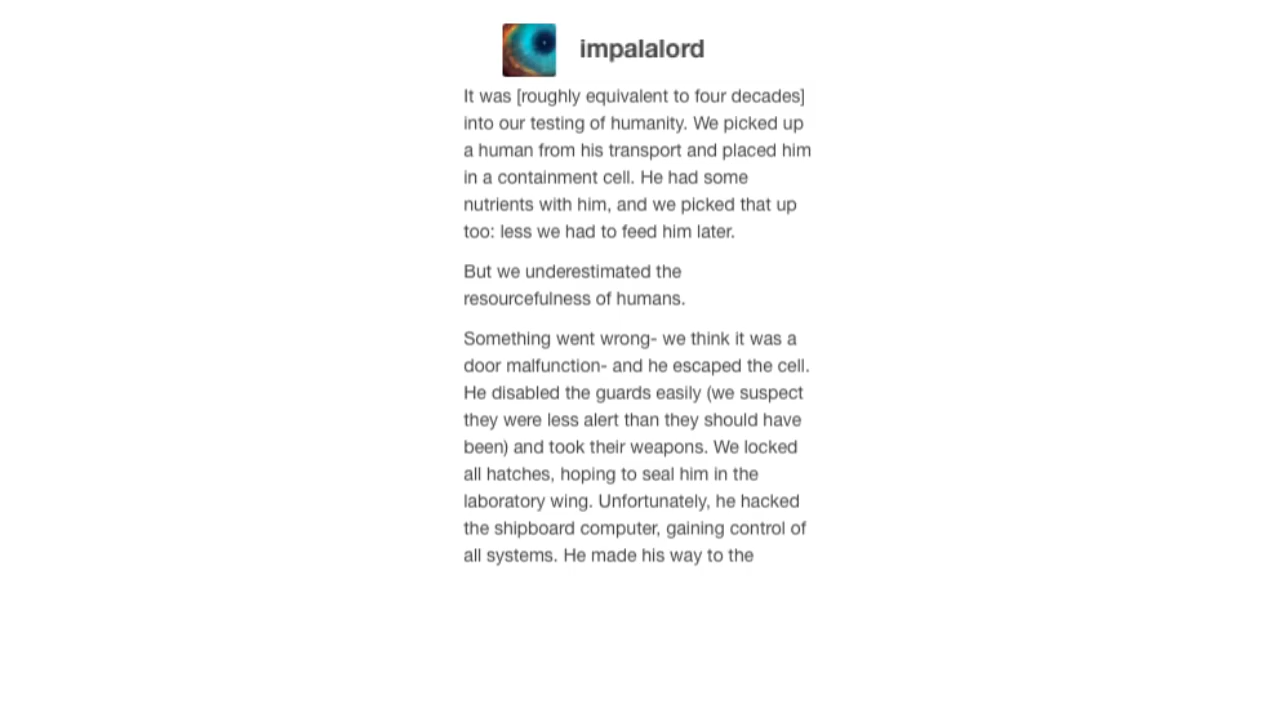 impalalord
It was [roughly equivalent to four decades]
into our testing of humanity. We picked up
a human from his transport and placed him
in a containment cell. He had some
nutrients with him, and we picked that up
too: less we had to feed him later.
But we underestimated the
resourcefulness of humans.
Something went wrong- we think it was a
door malfunction- and he escaped the cell.
He disabled the guards easily (we suspect
they were less alert than they should have
been) and took their weapons. We locked
all hatches, hoping to seal him in the
laboratory wing. Unfortunately, he hacked
the shipboard computer, gaining control of
all systems. He made his way to the